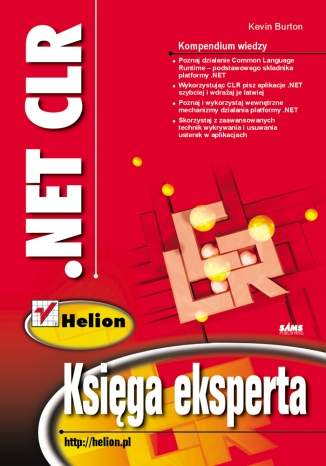 Kevin Burton
Kompendium wiedzy
• Poznaj działanie Common Language
Runtime – podstawowego składnika
platformy .NET
• Wykorzystując CLR pisz aplikacje .NET
szybciej i wdrażaj je łatwiej
• Poznaj i wykorzystaj wewnętrzne
mechanizmy działania platformy .NET
• Skorzystaj z zaawansowanych
technik wykrywania i usuwania
usterek w aplikacjach
.NET CLR
Helion
SAMS
PUBLISHING
Księga eksperta
http://helion.pl